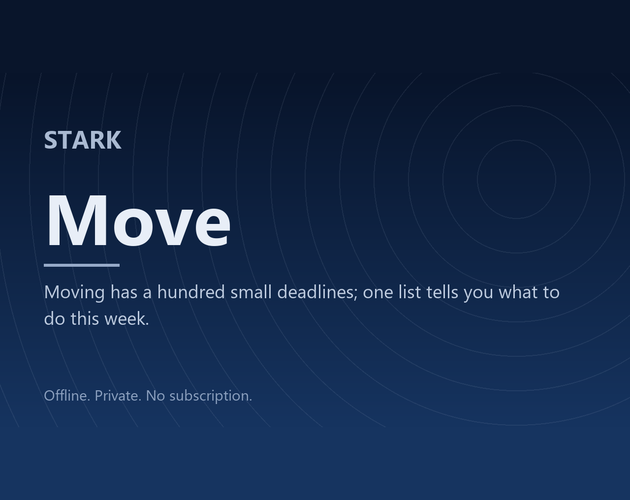 STARK
Move
Moving has a hundred small deadlines; one list tells you what to
do this week.
Offline. Private. No subscription.